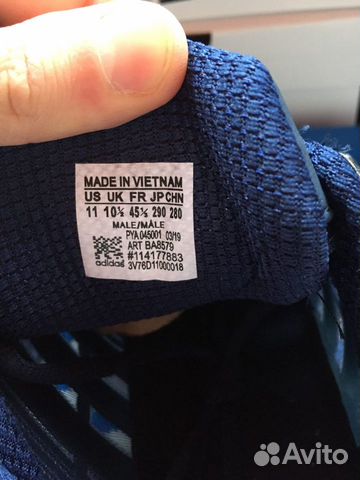 MADE IN VIETNAM
US UK FR JP CHN
11 10½ 45½ 290 280
MALE/MÂLE
PYA 045001 03/19
ART BA8579
#114177883
adidas 3V76D11000018
Avito